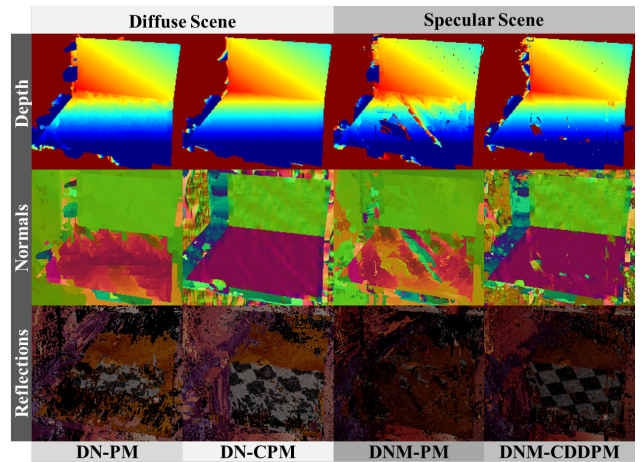 Diffuse Scene
Specular Scene
Depth
Normals
Reflections
DN-PM
DN-CPM
DNM-PM
DNM-CDDPM